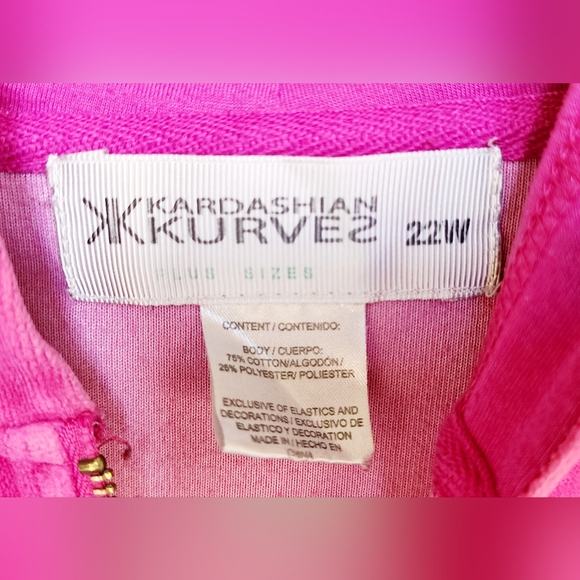 KARDASHIAN
KURVES 22W
PLUS SIZES
CONTENT / CONTENIDO:
BODY / CUERPO:
75% COTTON/ALGODÓN /
25% POLYESTER/ POLIESTER
EXCLUSIVE OF ELASTICS AND
DECORATIONS / EXCLUSIVO DE
ELASTICO Y DECORATION
MADE IN / HECHO EN
CHINA